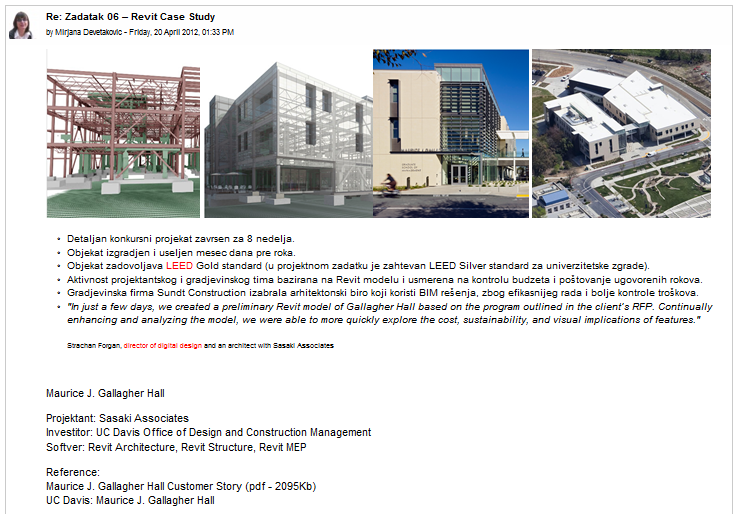 Re: Zadatak 06 – Revit Case Study
by Mirjana Devetakovic - Friday, 20 April 2012, 01:33 PM
MAURICE J.
• Detaljan konkursni projekat zavrsen za 8 nedelja.
• Objekat izgradjen i useljen mesec dana pre roka.
• Objekat zadovoljava LEED Gold standard (u projektnom zadatku je zahtevan LEED Silver standard za univerzitetske zgrade).
• Aktivnost projektantskog i gradjevinskog tima bazirana na Revit modelu i usmerena na kontrolu budzeta i poštovanje ugovorenih rokova.
• Gradjevinska firma Sundt Construction izabrala arhitektonski biro koji koristi BIM rešenja, zbog efikasnijeg rada i bolje kontrole troškova.
• "In just a few days, we created a preliminary Revit model of Gallagher Hall based on the program outlined in the client's RFP. Continually
enhancing and analyzing the model, we were able to more quickly explore the cost, sustainability, and visual implications of features."
Strachan Forgan, director of digital design and an architect with Sasaki Associates
Maurice J. Gallagher Hall
Projektant: Sasaki Associates
Investitor: UC Davis Office of Design and Construction Management
Softver: Revit Architecture, Revit Structure, Revit MEP
Reference:
Maurice J. Gallagher Hall Customer Story (pdf - 2095Kb)
UC Davis: Maurice J. Gallagher Hall